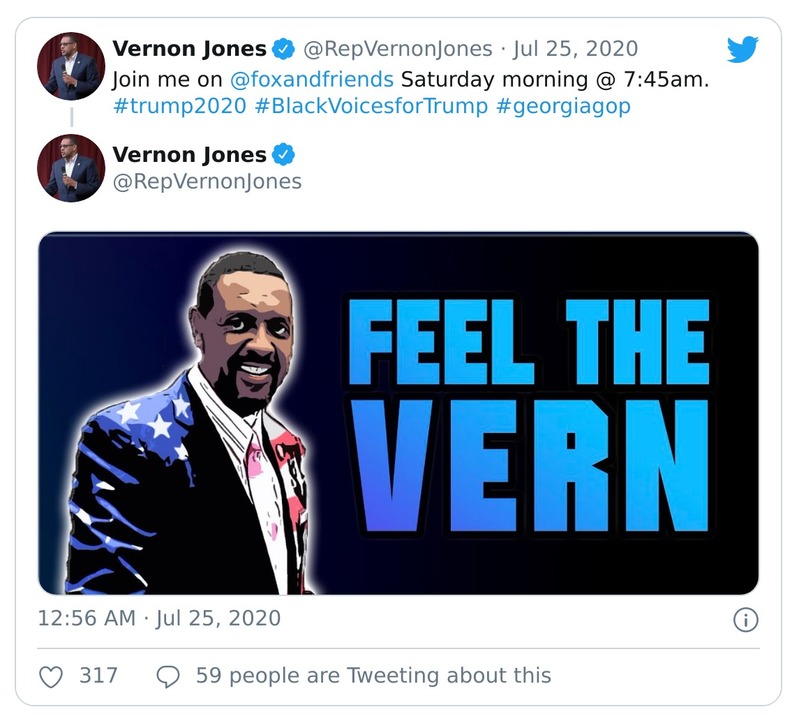 Vernon Jones @RepVernonJones · Jul 25, 2020
Join me on @foxandfriends Saturday morning @ 7:45am.
#trump2020 #BlackVoicesforTrump #georgiagop
Vernon Jones
@RepVernonJones
FEEL THE
VERN
12:56 AM · Jul 25, 2020
317 59 people are Tweeting about this